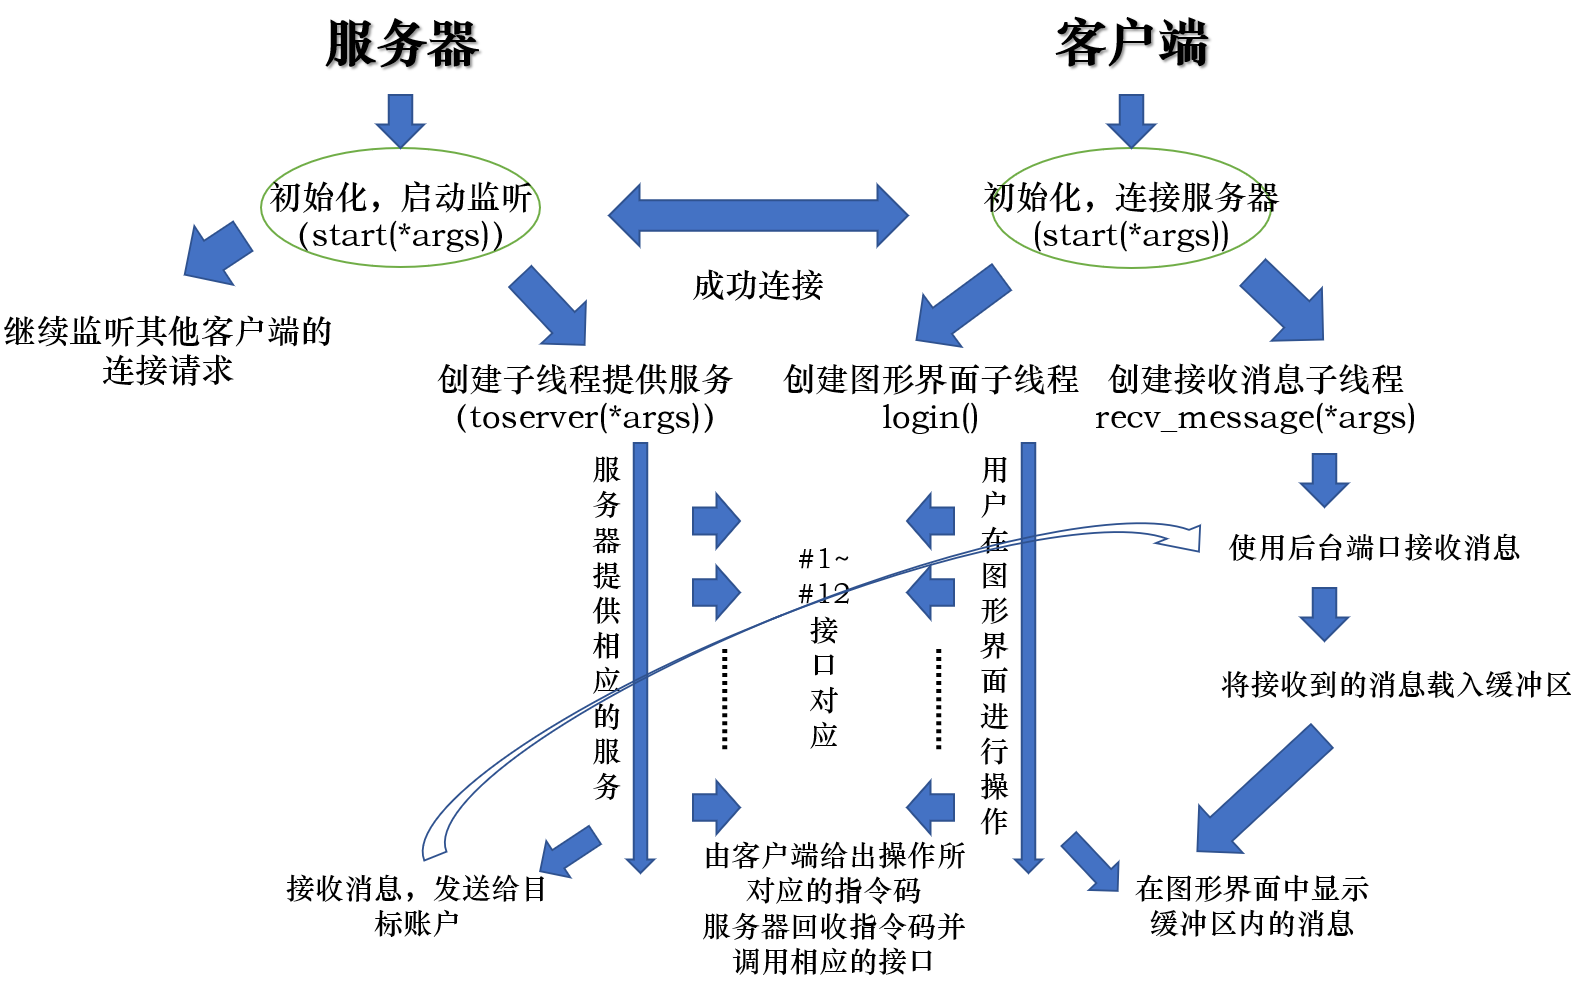 服务器
客户端
初始化，启动监听
(start(*args))
初始化，连接服务器
(start(*args))
成功连接
继续监听其他客户端的
连接请求
创建子线程提供服务
(toserver(*args))
创建图形界面子线程
login()
创建接收消息子线程
recv_message(*args)
服务器提供相应的服务
用户在图形界面进行操作
#1~
#12
接
口
对
应
使用后台端口接收消息
将接收到的消息载入缓冲区
由客户端给出操作所
对应的指令码
服务器回收指令码并
调用相应的接口
接收消息，发送给目
标账户
在图形界面中显示
缓冲区内的消息